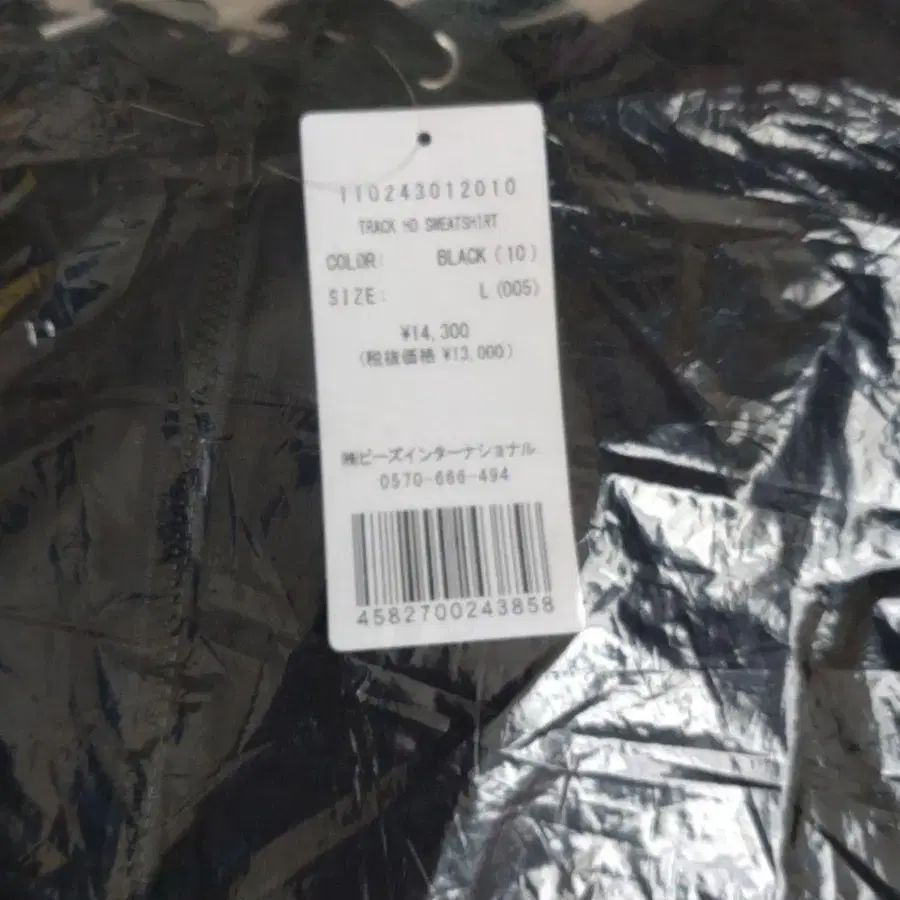 110243012010
TRACK HD SWEATSHIRT
COLOR: BLACK(10)
SIZE: L(005)
¥14,300
(税抜価格 ¥13,000)
㈱ビーズインターナショナル
0570-666-494
4582700243858